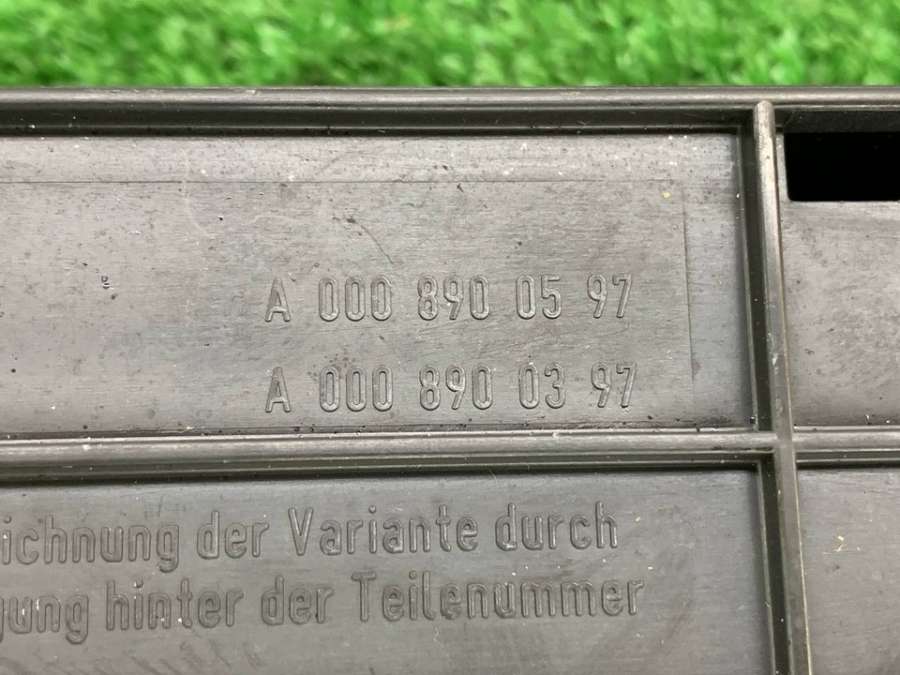 A 000 890 05 97
A 000 890 03 97
ichnung der Variante durch
gung hinter der Teilenummer